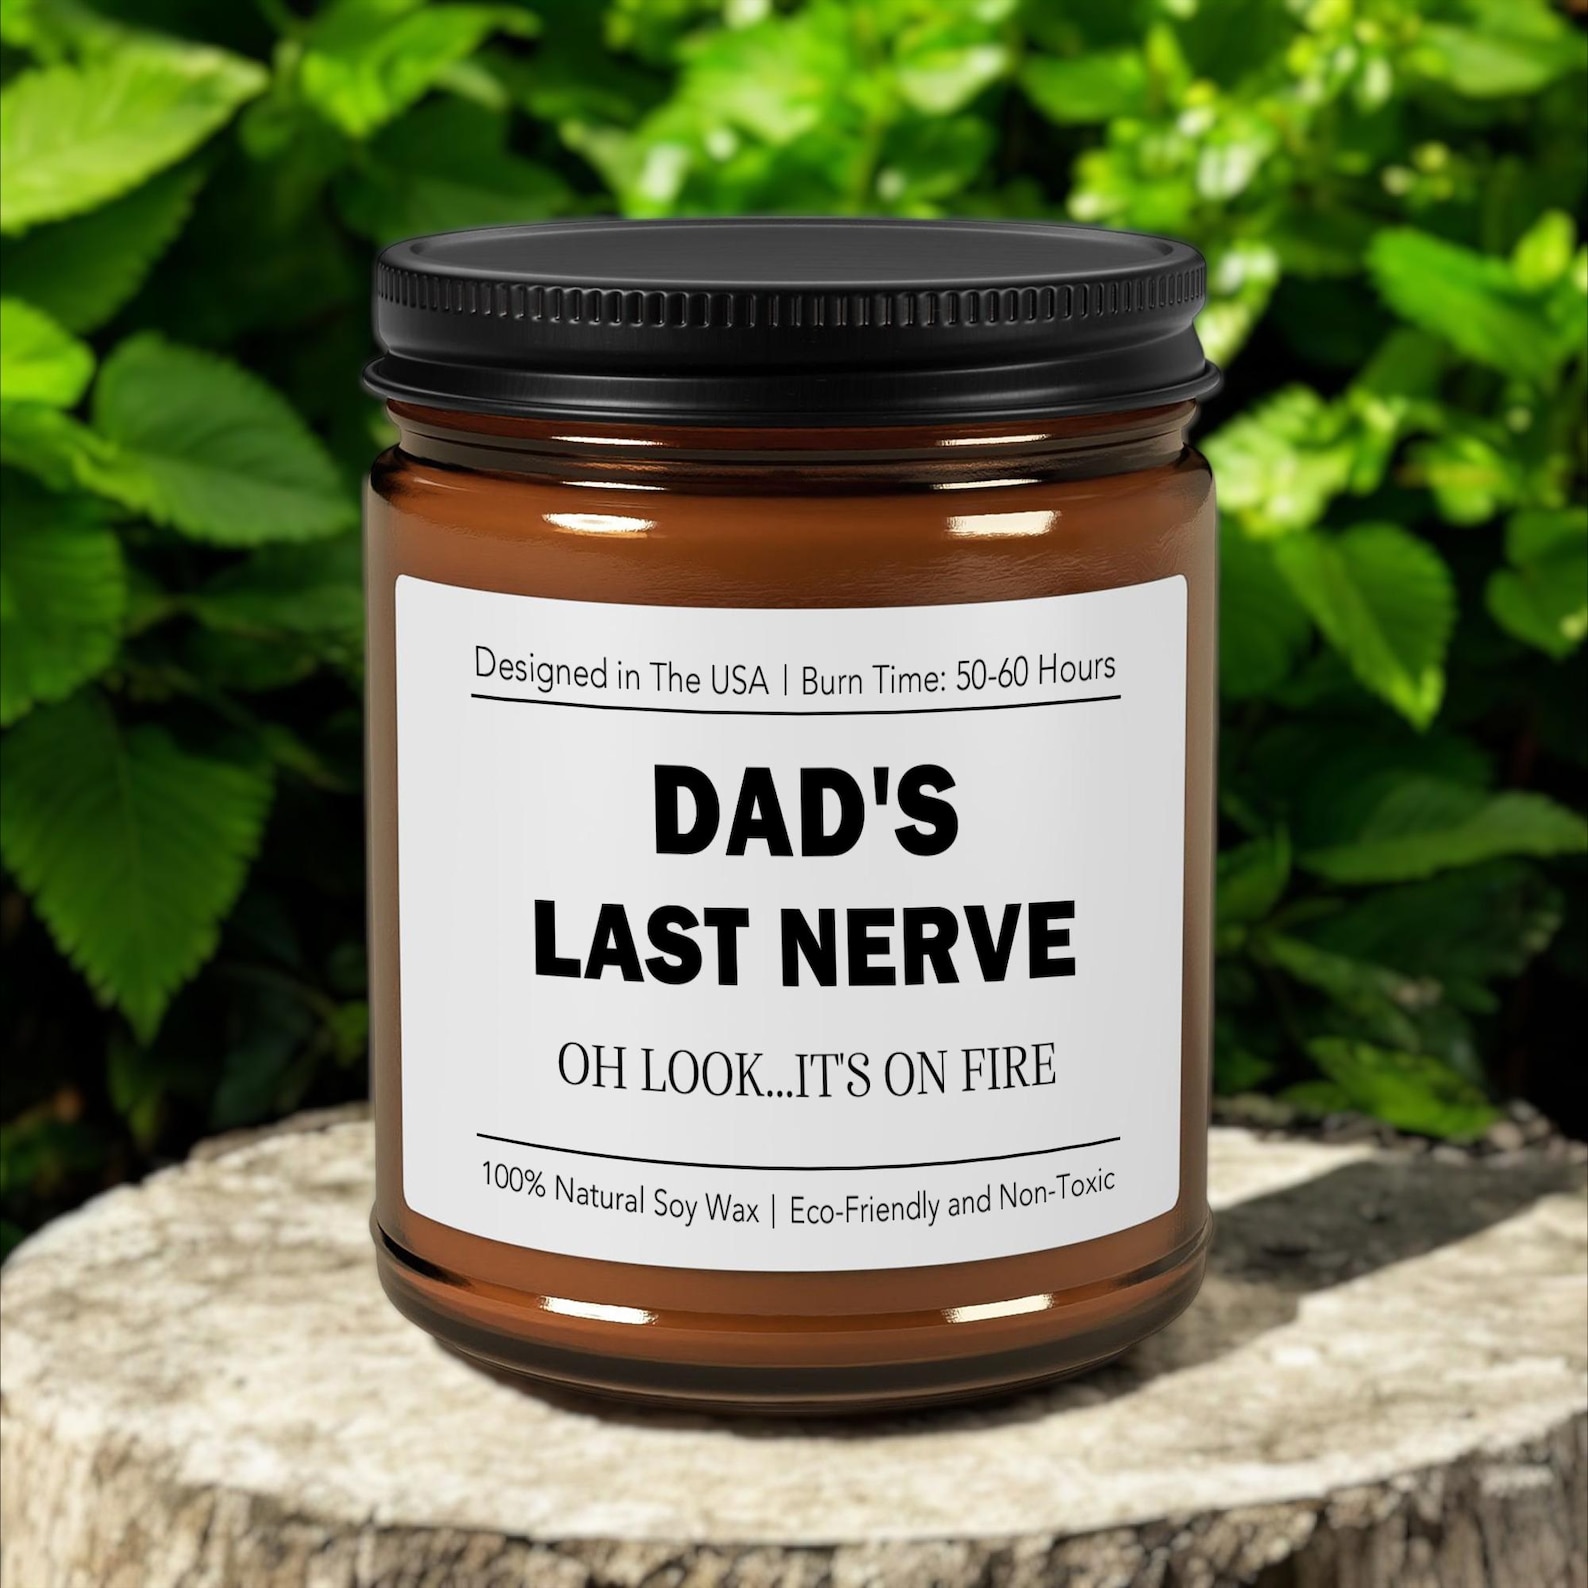 Designed in The USA | Burn Time: 50-60 Hours
DAD'S
LAST NERVE
OH LOOK...IT'S ON FIRE
100% Natural Soy Wax | Eco-Friendly and Non-Toxic